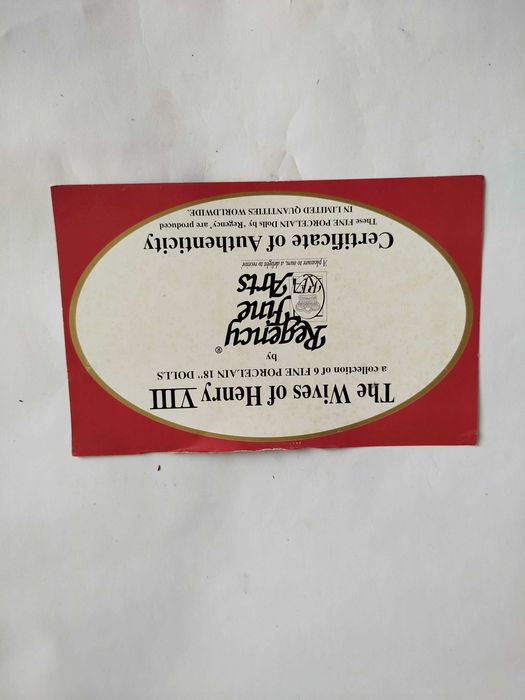 The Wives of Henry VIII
a collection of 6 FINE PORCELAIN 18" DOLLS
by
Regency ®
Fine
Arts
RFA
"A pleasure to own, a delight to receive"
Certificate of Authenticity
These FINE PORCELAIN Dolls by 'Regency' are produced
IN LIMITED QUANTITIES WORLDWIDE.